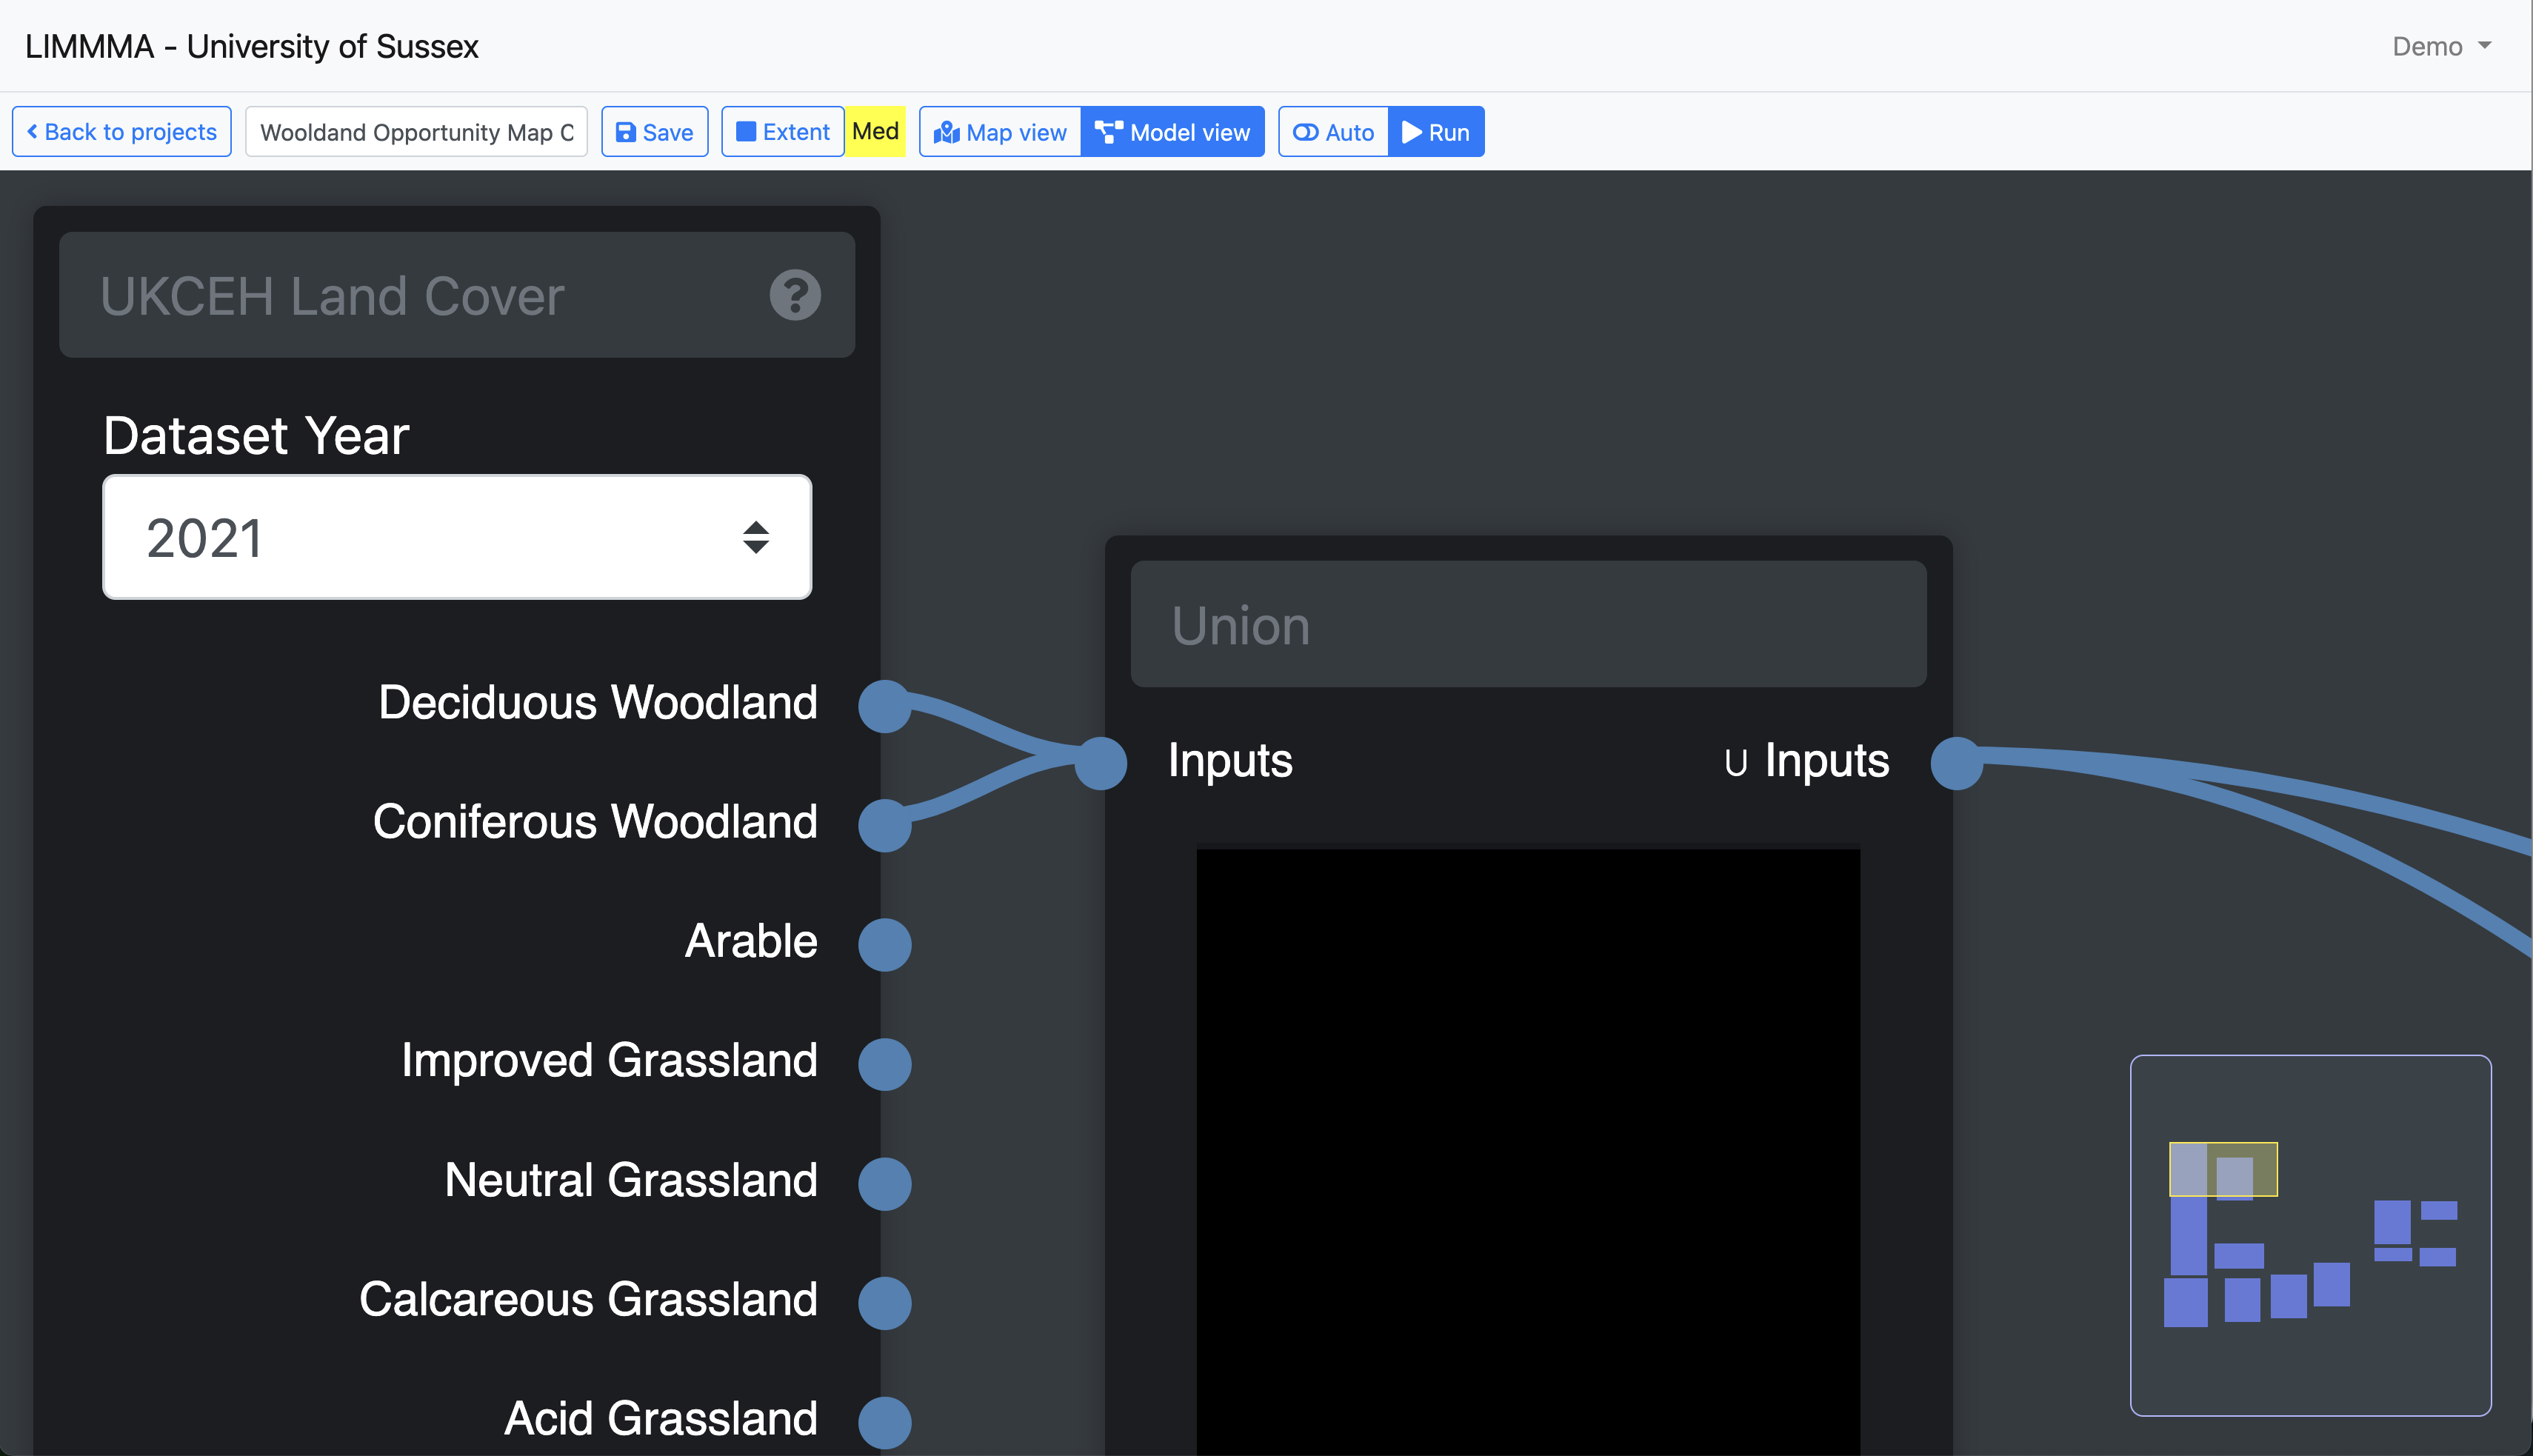 LIMMMA - University of Sussex
Demo
Back to projects
Wooldand Opportunity Map C
Save
Extent
Med
Map view
Model view
Auto
Run
UKCEH Land Cover
?
Dataset Year
2021
Deciduous Woodland
Coniferous Woodland
Arable
Improved Grassland
Neutral Grassland
Calcareous Grassland
Acid Grassland
Union
Inputs
∪ Inputs